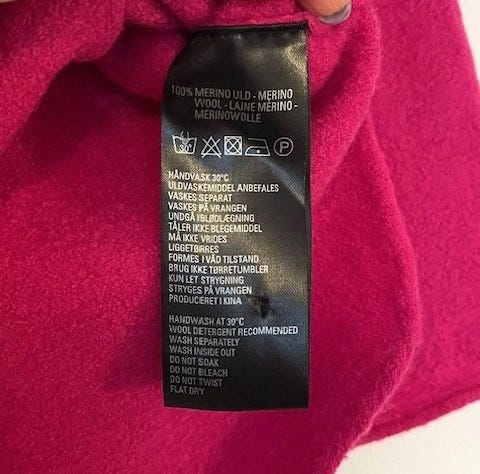 100% MERINO ULD - MERINO
WOOL - LAINE MÉRINO -
MERINOWOLLE
30°
P
HÅNDVASK 30°C
ULDVASKEMIDDEL ANBEFALES
VASKES SEPARAT
VASKES PÅ VRANGEN
UNDGÅ IBLØDLÆGNING
TÅLER IKKE BLEGEMIDDEL
MÅ IKKE VRIDES
LIGGETØRRES
FORMES I VÅD TILSTAND
BRUG IKKE TØRRETUMBLER
KUN LET STRYGNING
STRYGES PÅ VRANGEN
PRODUCERET I KINA
HANDWASH AT 30°C
WOOL DETERGENT RECOMMENDED
WASH SEPARATELY
WASH INSIDE OUT
DO NOT SOAK
DO NOT BLEACH
DO NOT TWIST
FLAT DRY